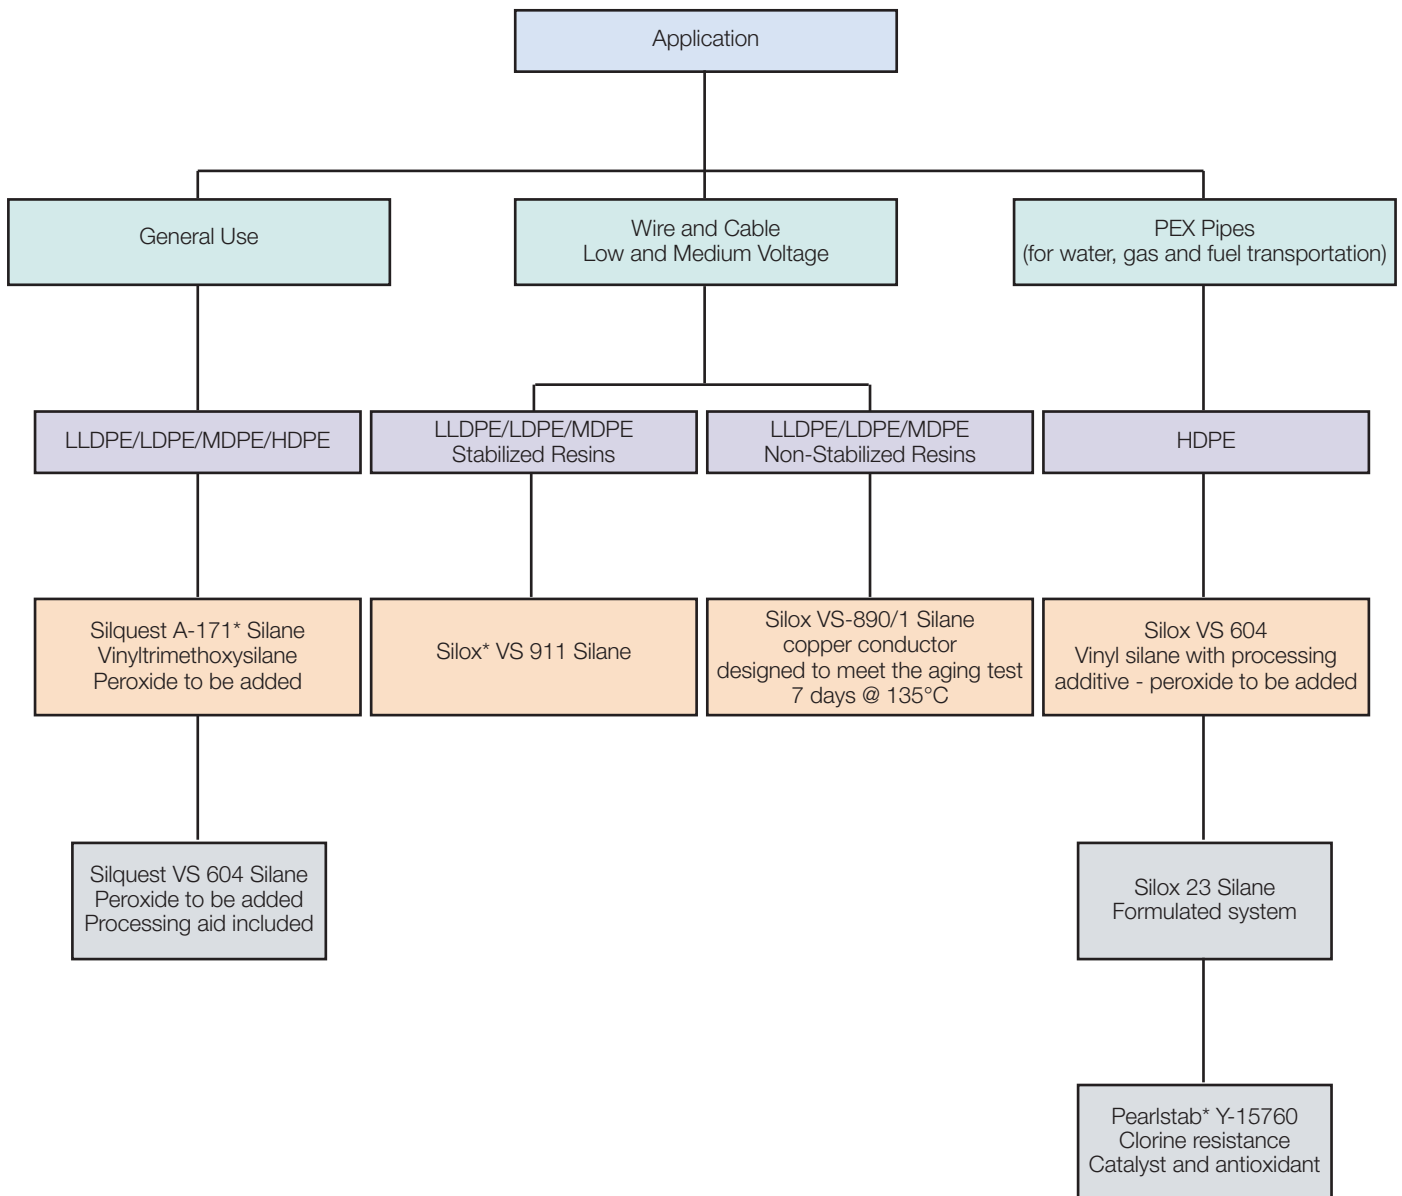 Application
General Use
Wire and Cable
Low and Medium Voltage
PEX Pipes
(for water, gas and fuel transportation)
LLDPE/LDPE/MDPE/HDPE
LLDPE/LDPE/MDPE
Stabilized Resins
LLDPE/LDPE/MDPE
Non-Stabilized Resins
HDPE
Silquest A-171* Silane
Vinyltrimethoxysilane
Peroxide to be added
Silox* VS 911 Silane
Silox VS-890/1 Silane
copper conductor
designed to meet the aging test
7 days @ 135°C
Silox VS 604
Vinyl silane with processing
additive - peroxide to be added
Silquest VS 604 Silane
Peroxide to be added
Processing aid included
Silox 23 Silane
Formulated system
Pearlstab* Y-15760
Clorine resistance
Catalyst and antioxidant